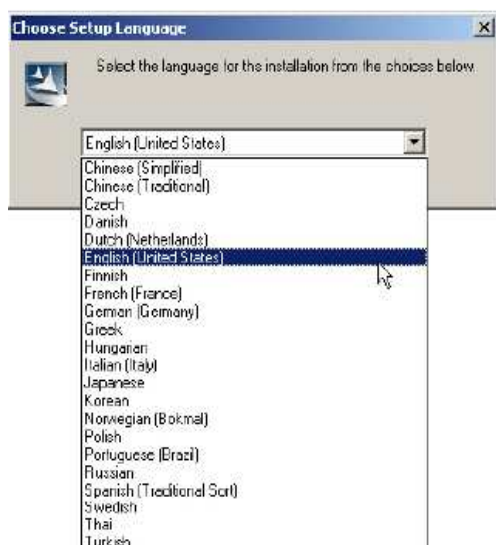 Choose Setup Language
Select the language for the installation from the choices below.
English (United States)
Chinese (Simplified)
Chinese (Traditional)
Czech
Danish
Dutch (Netherlands)
English (United States)
Finnish
French (France)
German (Germany)
Greek
Hungarian
Italian (Italy)
Japanese
Korean
Norwegian (Bokmal)
Polish
Portuguese (Brazil)
Russian
Spanish (Traditional Sort)
Swedish
Thai
Turkish